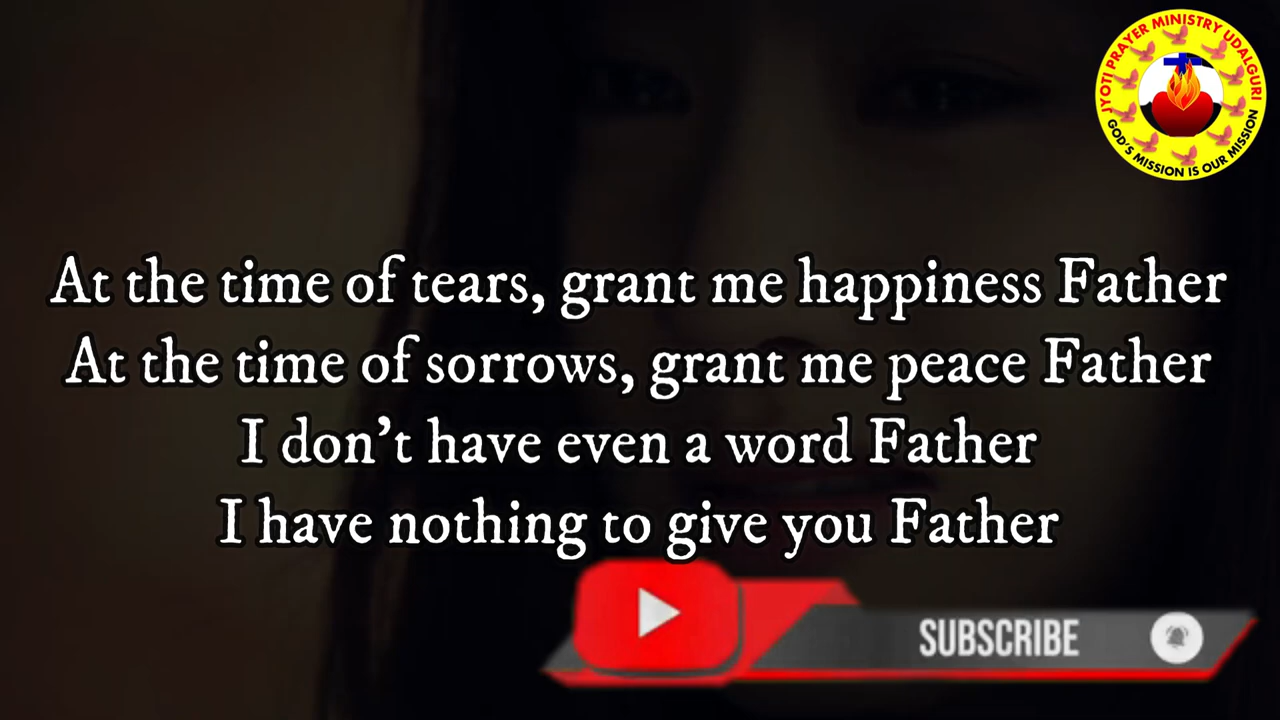 JYOTI PRAYER MINISTRY UDALGURI
GOD'S MISSION IS OUR MISSION
At the time of tears, grant me happiness Father
At the time of sorrows, grant me peace Father
I don't have even a word Father
I have nothing to give you Father
SUBSCRIBE